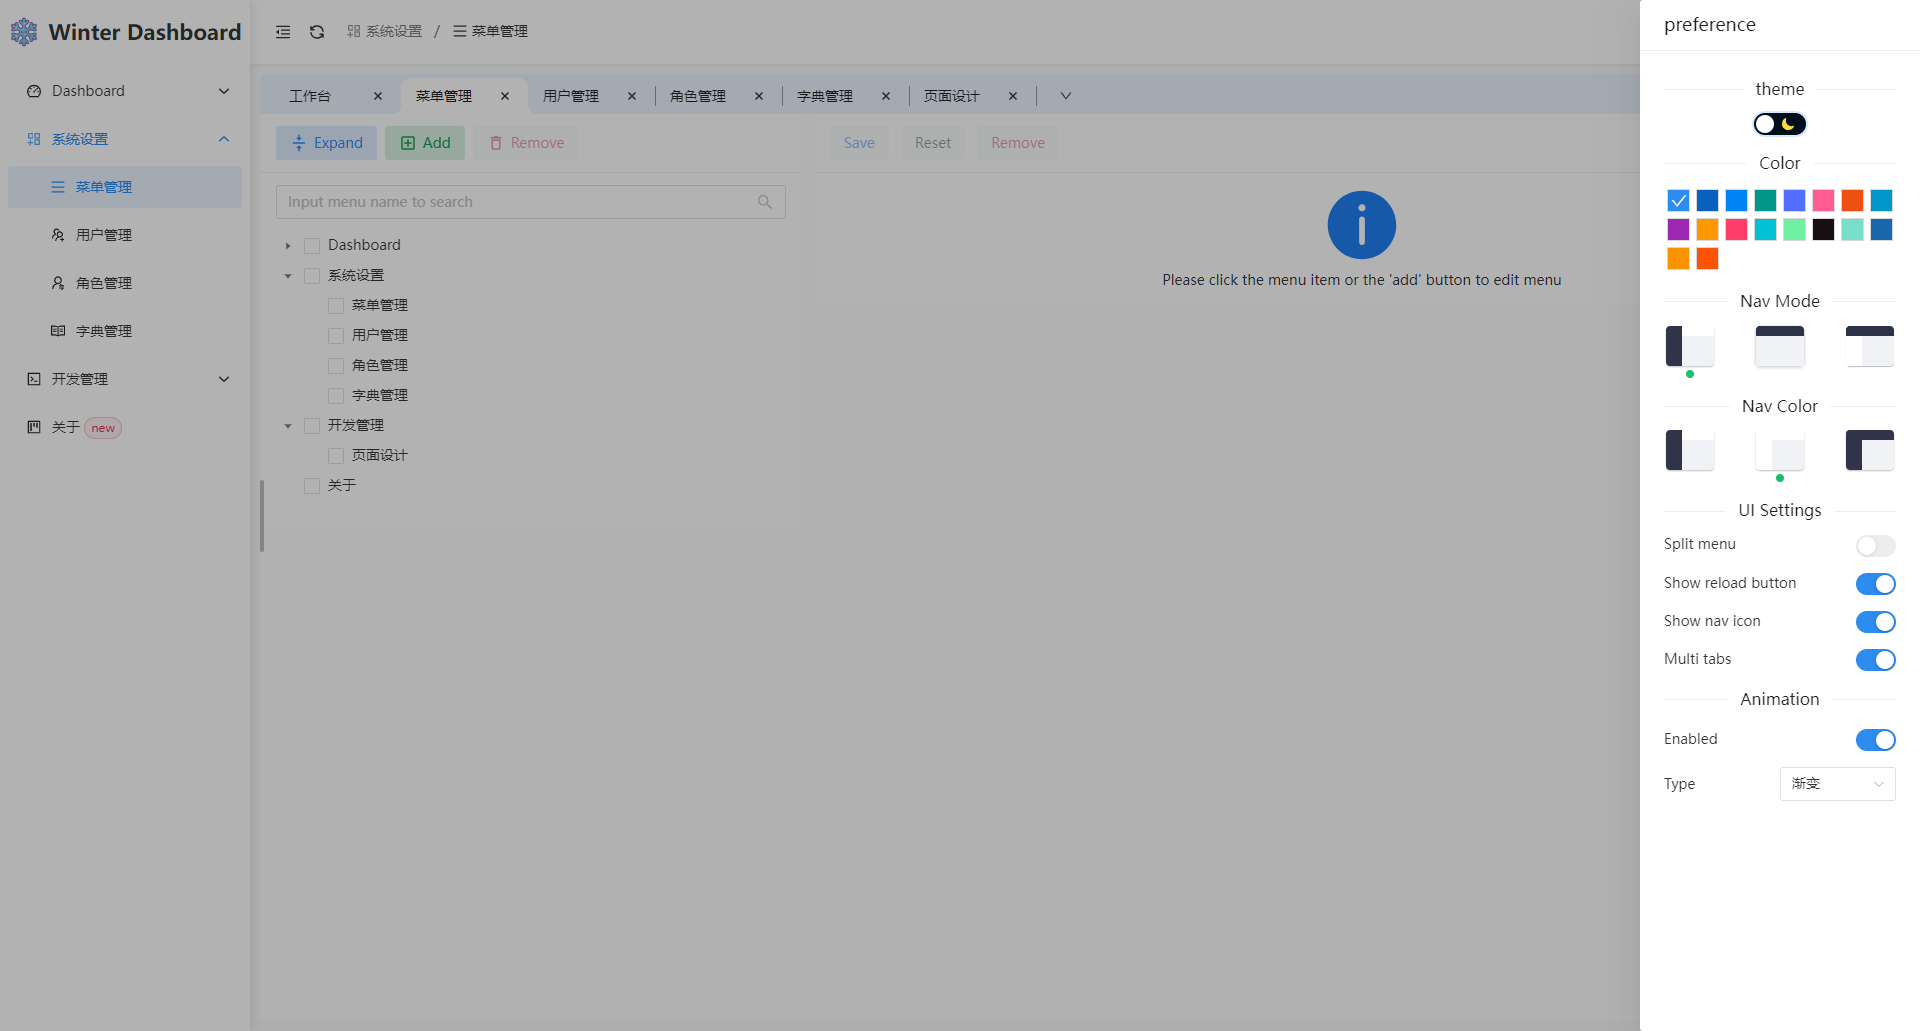 Winter Dashboard
Dashboard
系统设置
菜单管理
用户管理
角色管理
字典管理
开发管理
关于 new
系统设置 / 菜单管理
工作台 菜单管理 用户管理 角色管理 字典管理 页面设计
Expand Add Remove
Input menu name to search
Dashboard
系统设置
菜单管理
用户管理
角色管理
字典管理
开发管理
页面设计
关于
Save Reset Remove
Please click the menu item or the 'add' button to edit menu
preference
theme
Color
Nav Mode
Nav Color
UI Settings
Split menu
Show reload button
Show nav icon
Multi tabs
Animation
Enabled
Type 渐变